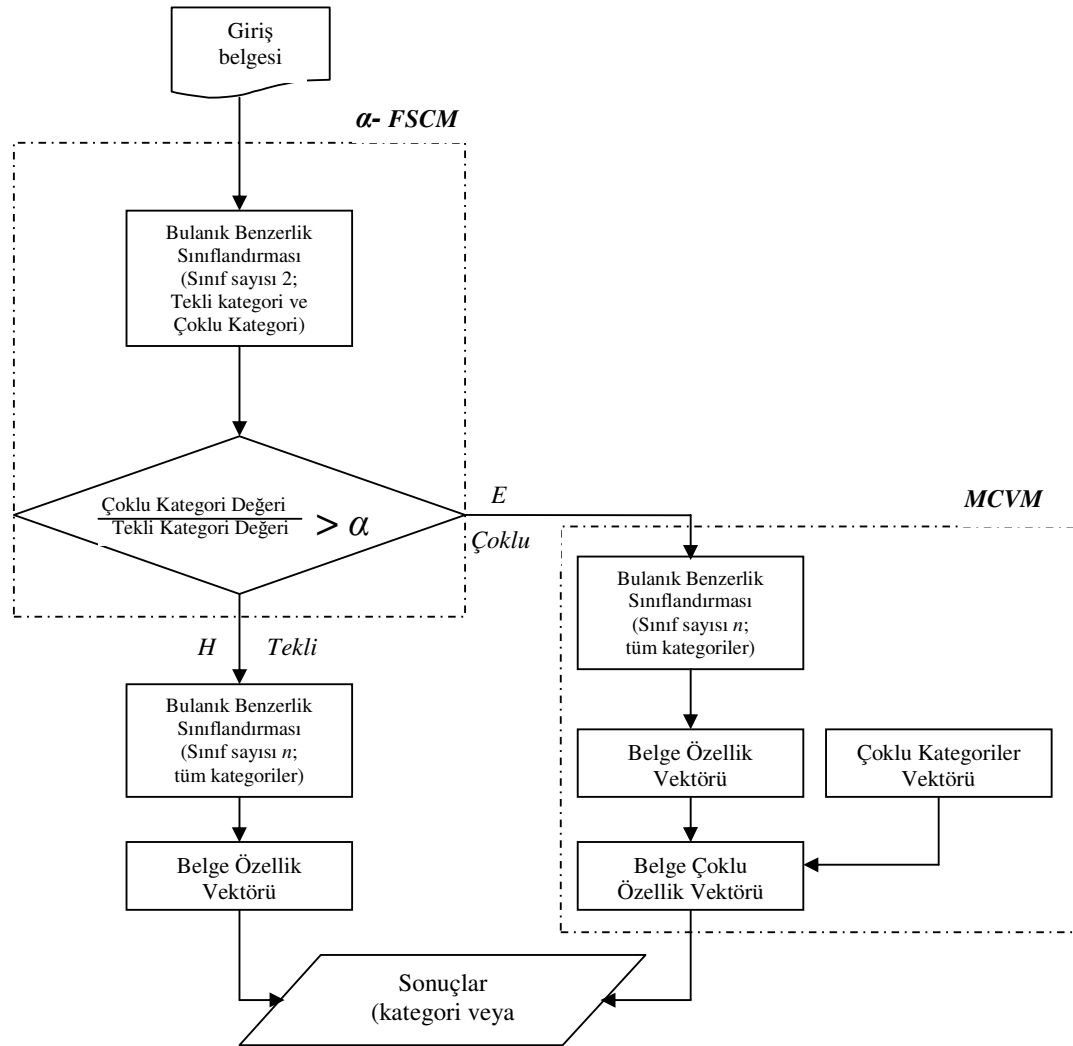 Giriş
belgesi
α- FSCM
Bulanık Benzerlik
Sınıflandırması
(Sınıf sayısı 2;
Tekli kategori ve
Çoklu Kategori)
Çoklu Kategori Değeri
Tekli Kategori Değeri
> α
E
Çoklu
H Tekli
Bulanık Benzerlik
Sınıflandırması
(Sınıf sayısı n;
tüm kategoriler)
Belge Özellik
Vektörü
MCVM
Bulanık Benzerlik
Sınıflandırması
(Sınıf sayısı n;
tüm kategoriler)
Belge Özellik
Vektörü
Çoklu Kategoriler
Vektörü
Belge Çoklu
Özellik Vektörü
Sonuçlar
(kategori veya